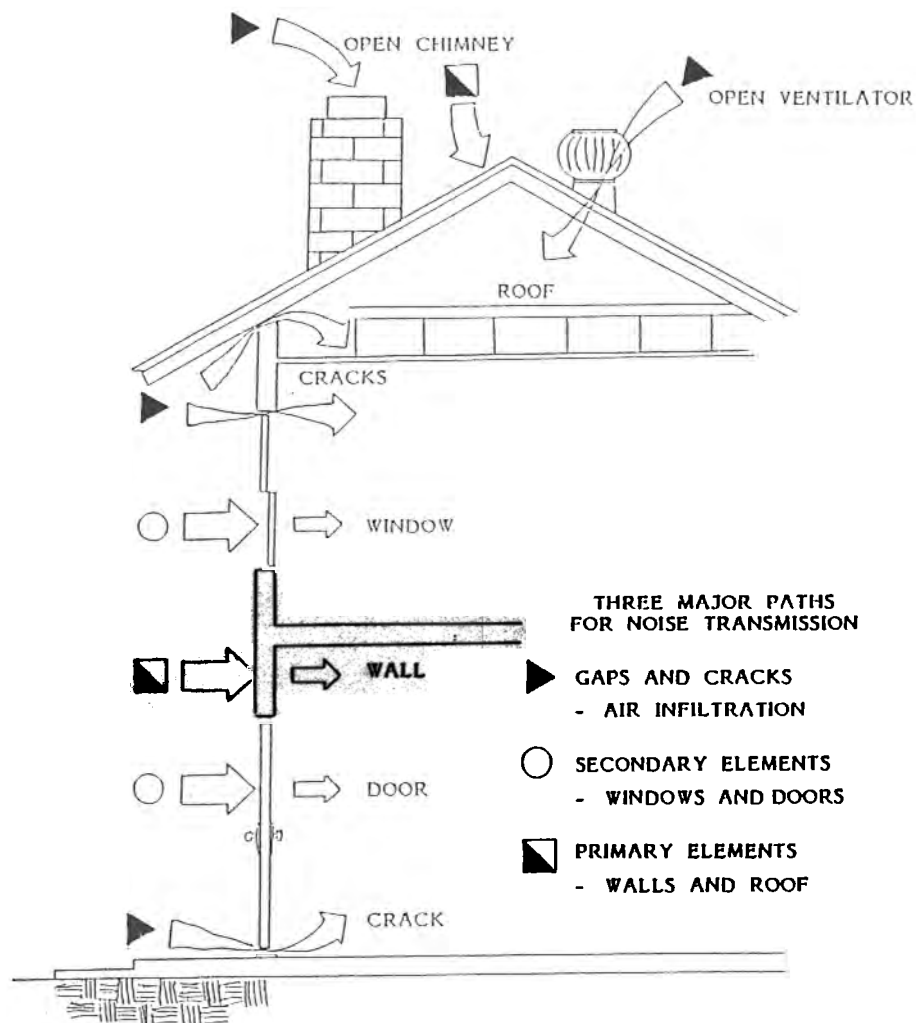 OPEN CHIMNEY
OPEN VENTILATOR
ROOF
CRACKS
WINDOW
THREE MAJOR PATHS
FOR NOISE TRANSMISSION
WALL
GAPS AND CRACKS
- AIR INFILTRATION
SECONDARY ELEMENTS
- WINDOWS AND DOORS
DOOR
PRIMARY ELEMENTS
- WALLS AND ROOF
CRACK